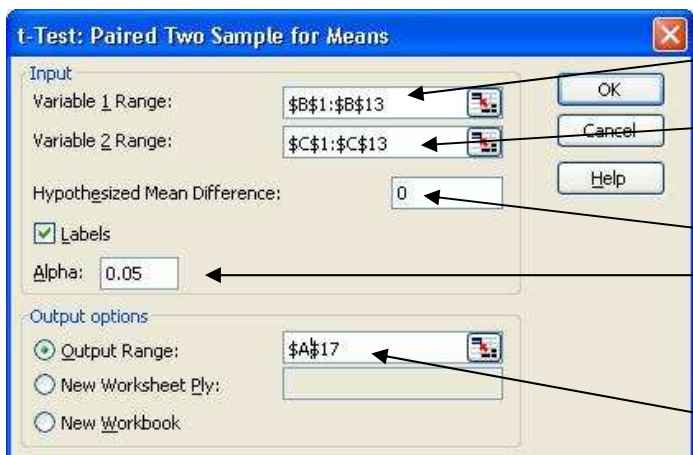 t-Test: Paired Two Sample for Means
Input
Variable 1 Range: $B$1:$B$13
OK
Variable 2 Range: $C$1:$C$13
Cancel
Hypothesized Mean Difference: 0
Help
Labels
Alpha: 0.05
Output options
Output Range: $A$17
New Worksheet Ply:
New Workbook